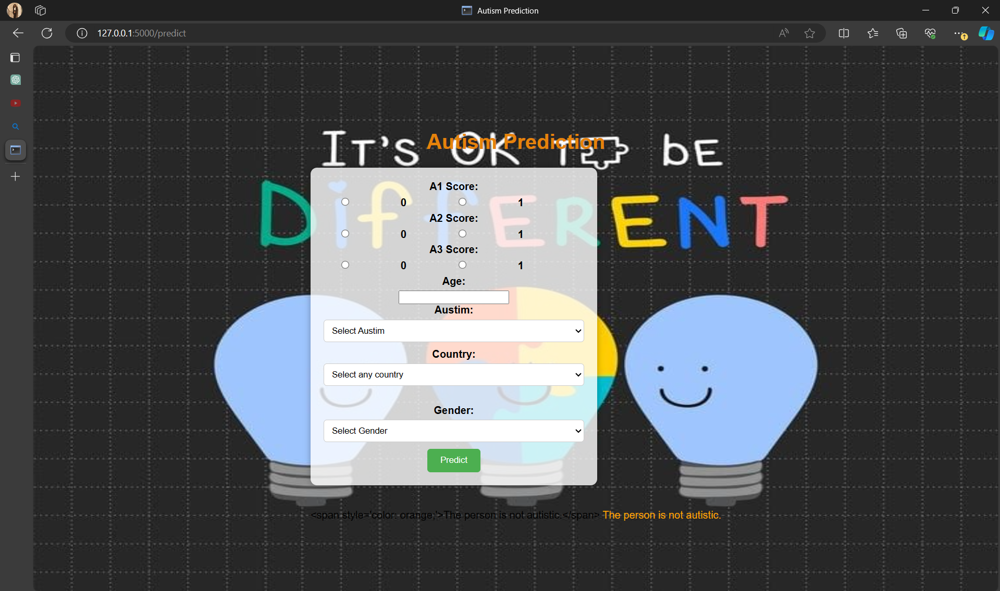 Autism Prediction
127.0.0.1:5000/predict
Autism Prediction
IT'S OK TO bE
DiffERENT
A1 Score:
0 1
A2 Score:
0 1
A3 Score:
0 1
Age:
Austim:
Select Austim
Country:
Select any country
Gender:
Select Gender
Predict
<span style='color: orange;'>The person is not autistic.</span> The person is not autistic.